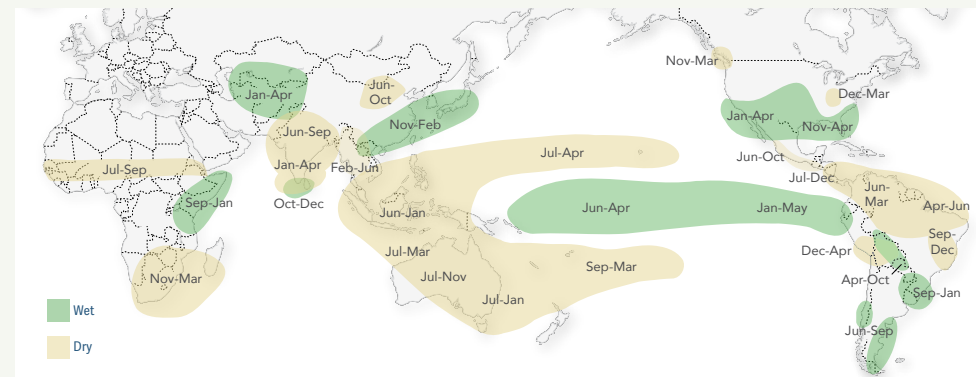 Nov-Mar
Jan-Apr
Jun-
Oct
Dec-Mar
Nov-Feb
Jan-Apr
Nov-Apr
Jun-Sep
Jul-Sep
Jan-Apr
Feb-Jun
Jul-Apr
Jun-Oct
Jul-Dec
Sep-Jan
Oct-Dec
Jun-Jan
Jun-Apr
Jan-May
Jun-
Mar
Apr-Jun
Sep-
Dec
Jul-Mar
Dec-Apr
Nov-Mar
Jul-Nov
Sep-Mar
Apr-Oct
Jul-Jan
Sep-Jan
Wet
Jun-Sep
Dry